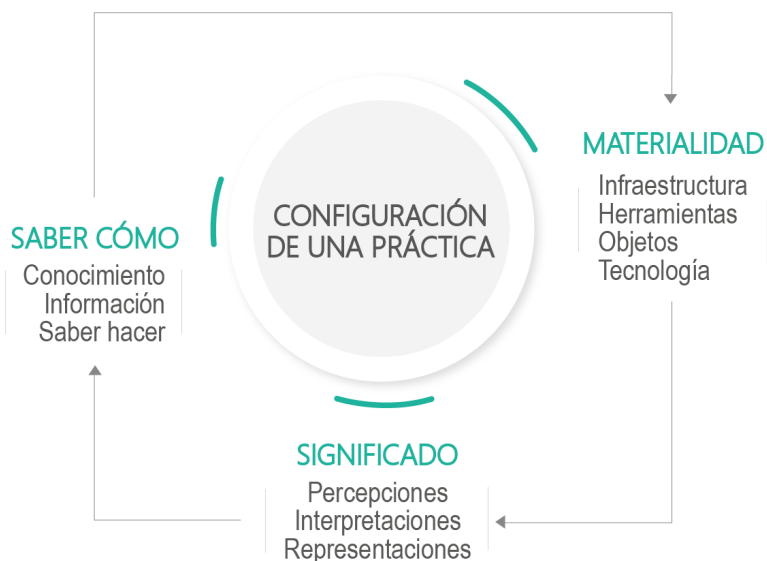 CONFIGURACIÓN
DE UNA PRÁCTICA
MATERIALIDAD
Infraestructura
Herramientas
Objetos
Tecnología
SIGNIFICADO
Percepciones
Interpretaciones
Representaciones
SABER CÓMO
Conocimiento
Información
Saber hacer